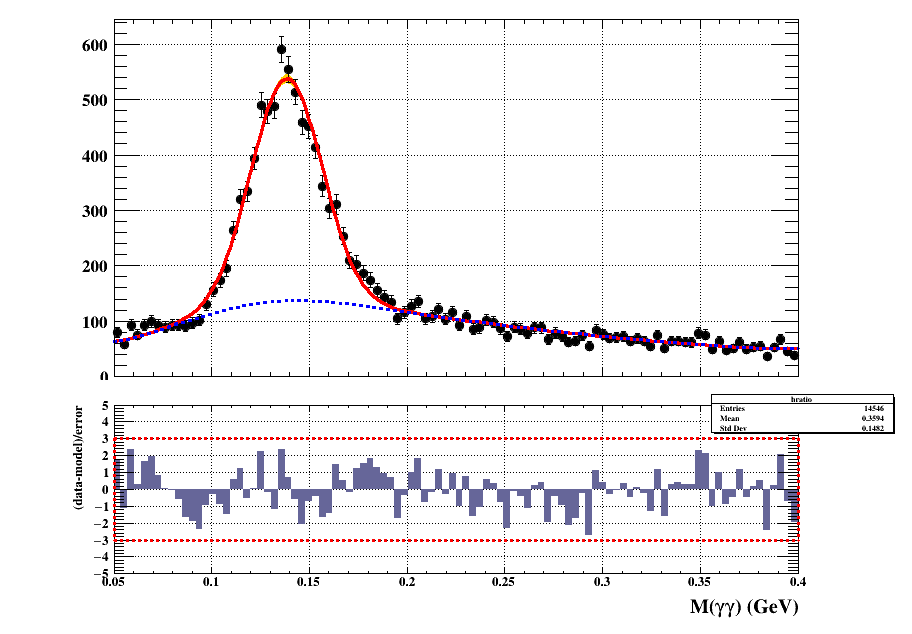 600
500
400
300
200
100
0
hratio
Entries 14546
Mean 0.3594
Std Dev 0.1482
(data-model)/error
5
4
3
2
1
0
−1
−2
−3
−4
−5
0.05 0.1 0.15 0.2 0.25 0.3 0.35 0.4
M(γγ) (GeV)